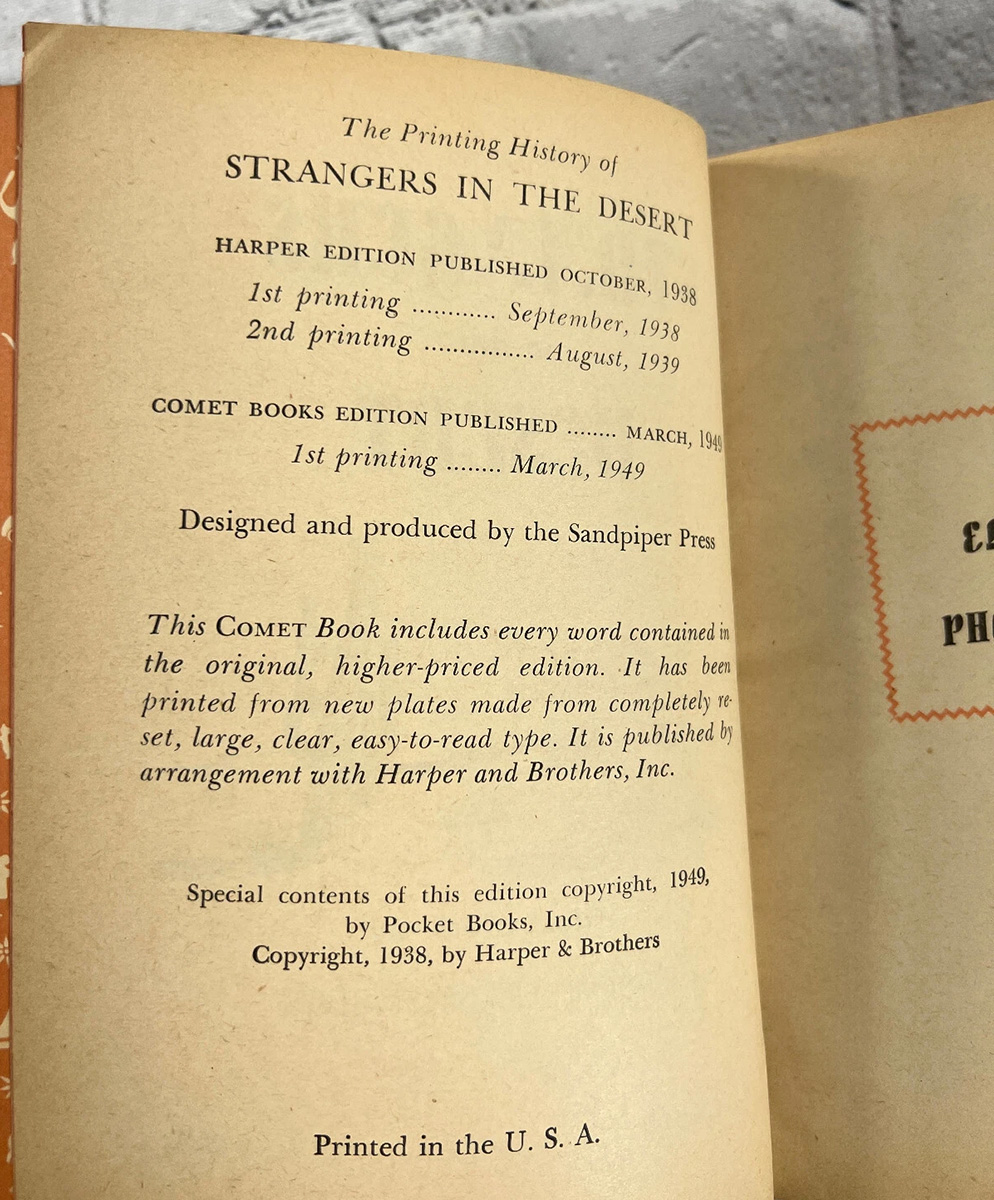 The Printing History of
STRANGERS IN THE DESERT
HARPER EDITION PUBLISHED OCTOBER, 1938
1st printing ............ September, 1938
2nd printing ................ August, 1939
COMET BOOKS EDITION PUBLISHED ........ MARCH, 1949
1st printing ........ March, 1949
Designed and produced by the Sandpiper Press
This COMET Book includes every word contained in
the original, higher-priced edition. It has been
printed from new plates made from completely re-
set, large, clear, easy-to-read type. It is published by
arrangement with Harper and Brothers, Inc.
Special contents of this edition copyright, 1949,
by Pocket Books, Inc.
Copyright, 1938, by Harper & Brothers
Printed in the U. S. A.